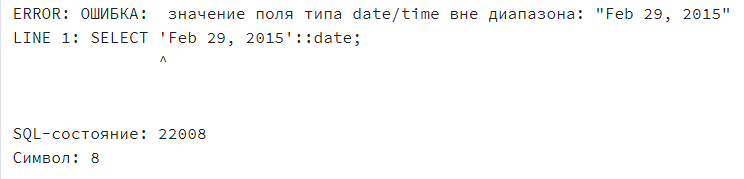 ERROR: ОШИБКА:  значение поля типа date/time вне диапазона: "Feb 29, 2015"
LINE 1: SELECT 'Feb 29, 2015'::date;
^
SQL-состояние: 22008
Символ: 8